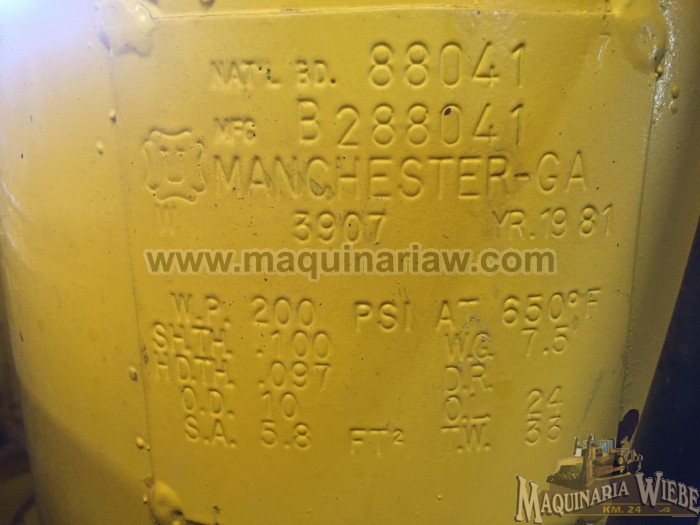 NAT'L BD. 88041
MFG B288041
U MANCHESTER-GA
W 3907 YR. 1981
www.maquinariaw.com
W.P. 200 PSI AT 650°F
SH.TH. .100 W.G. 7.5
HD.TH. .097 D.R.
O.D. 10 O.L. 24
S.A. 5.8 FT² T.W. 33
MAQUINARIA WIEBE
KM. 24